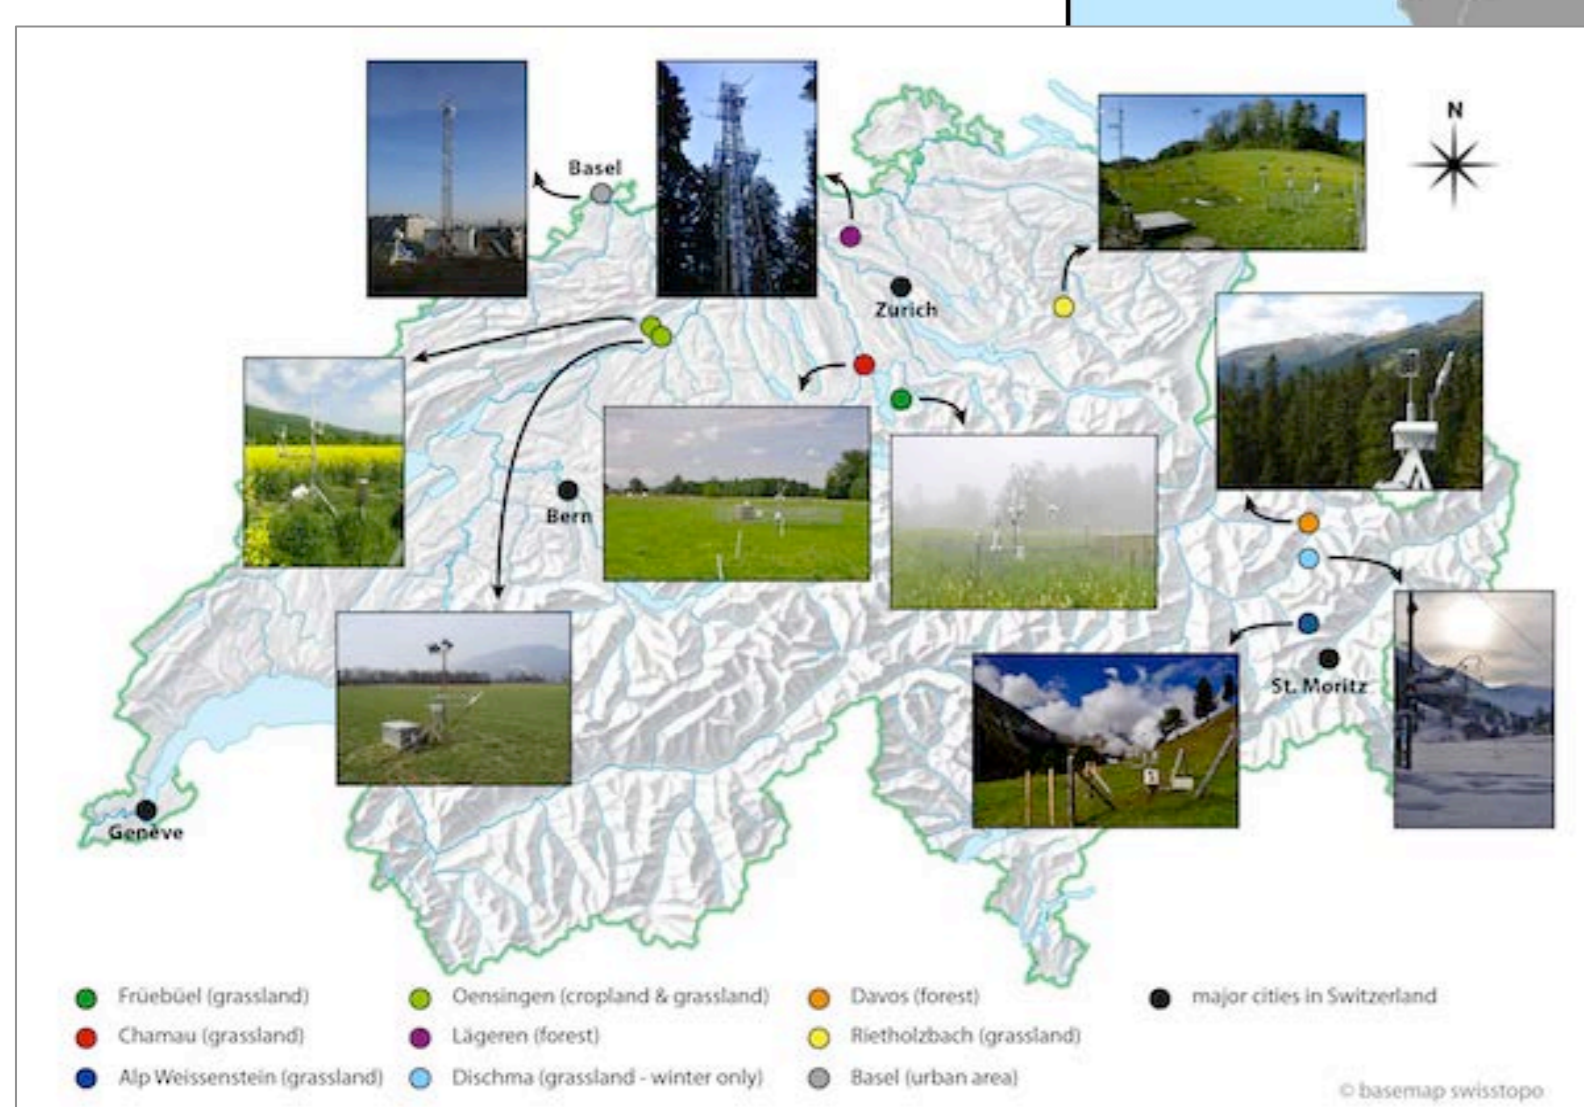 N
Basel
Zurich
Bern
St. Moritz
Genève
Früebüel (grassland)
Chamau (grassland)
Alp Weissenstein (grassland)
Oensingen (cropland & grassland)
Lägeren (forest)
Dischma (grassland - winter only)
Davos (forest)
Rietholzbach (grassland)
Basel (urban area)
major cities in Switzerland
© basemap swisstopo